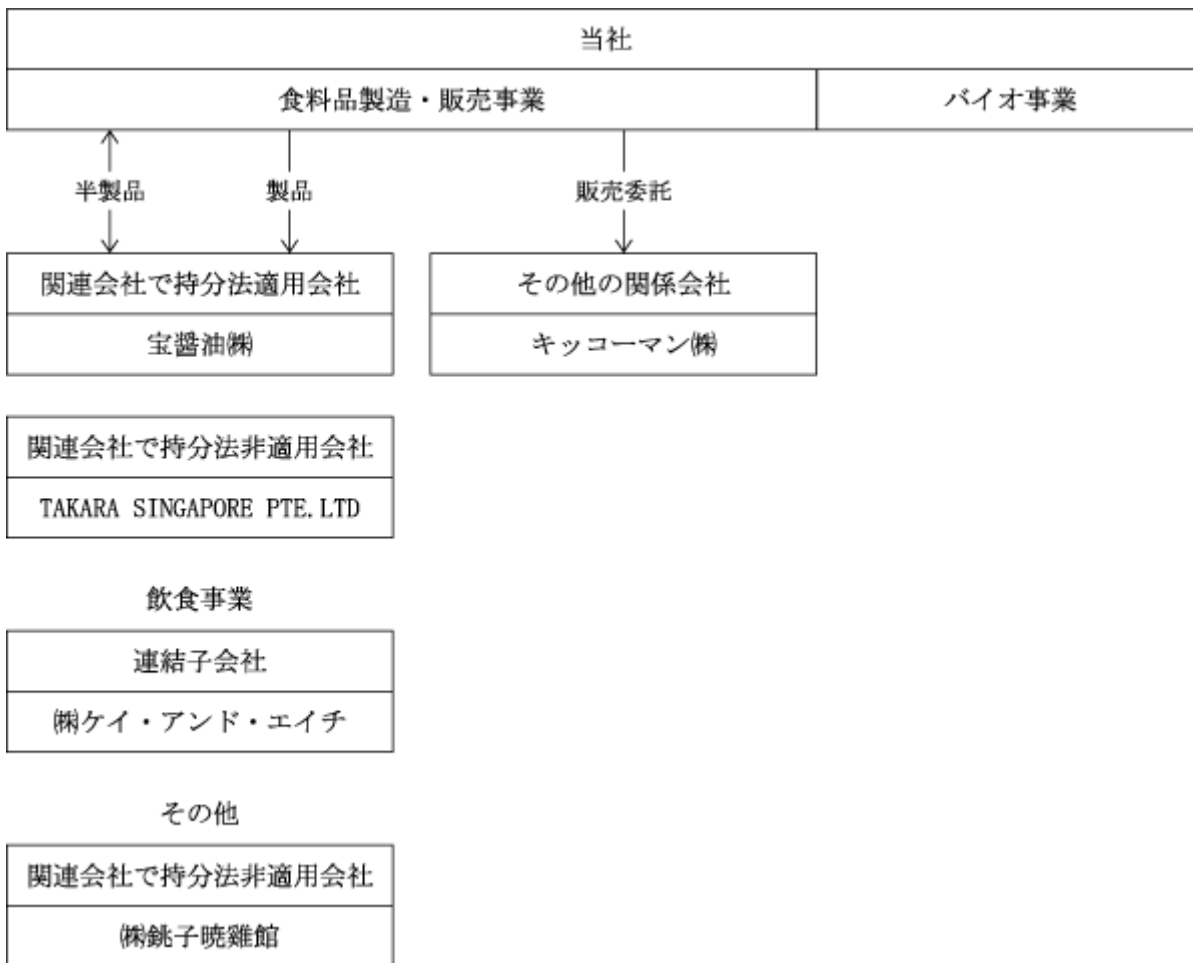 当社
食料品製造・販売事業
バイオ事業
半製品
製品
販売委託
関連会社で持分法適用会社
宝醤油㈱
その他の関係会社
キッコーマン㈱
関連会社で持分法非適用会社
TAKARA SINGAPORE PTE.LTD
飲食事業
連結子会社
㈱ケイ・アンド・エイチ
その他
関連会社で持分法非適用会社
㈱銚子暁雞館